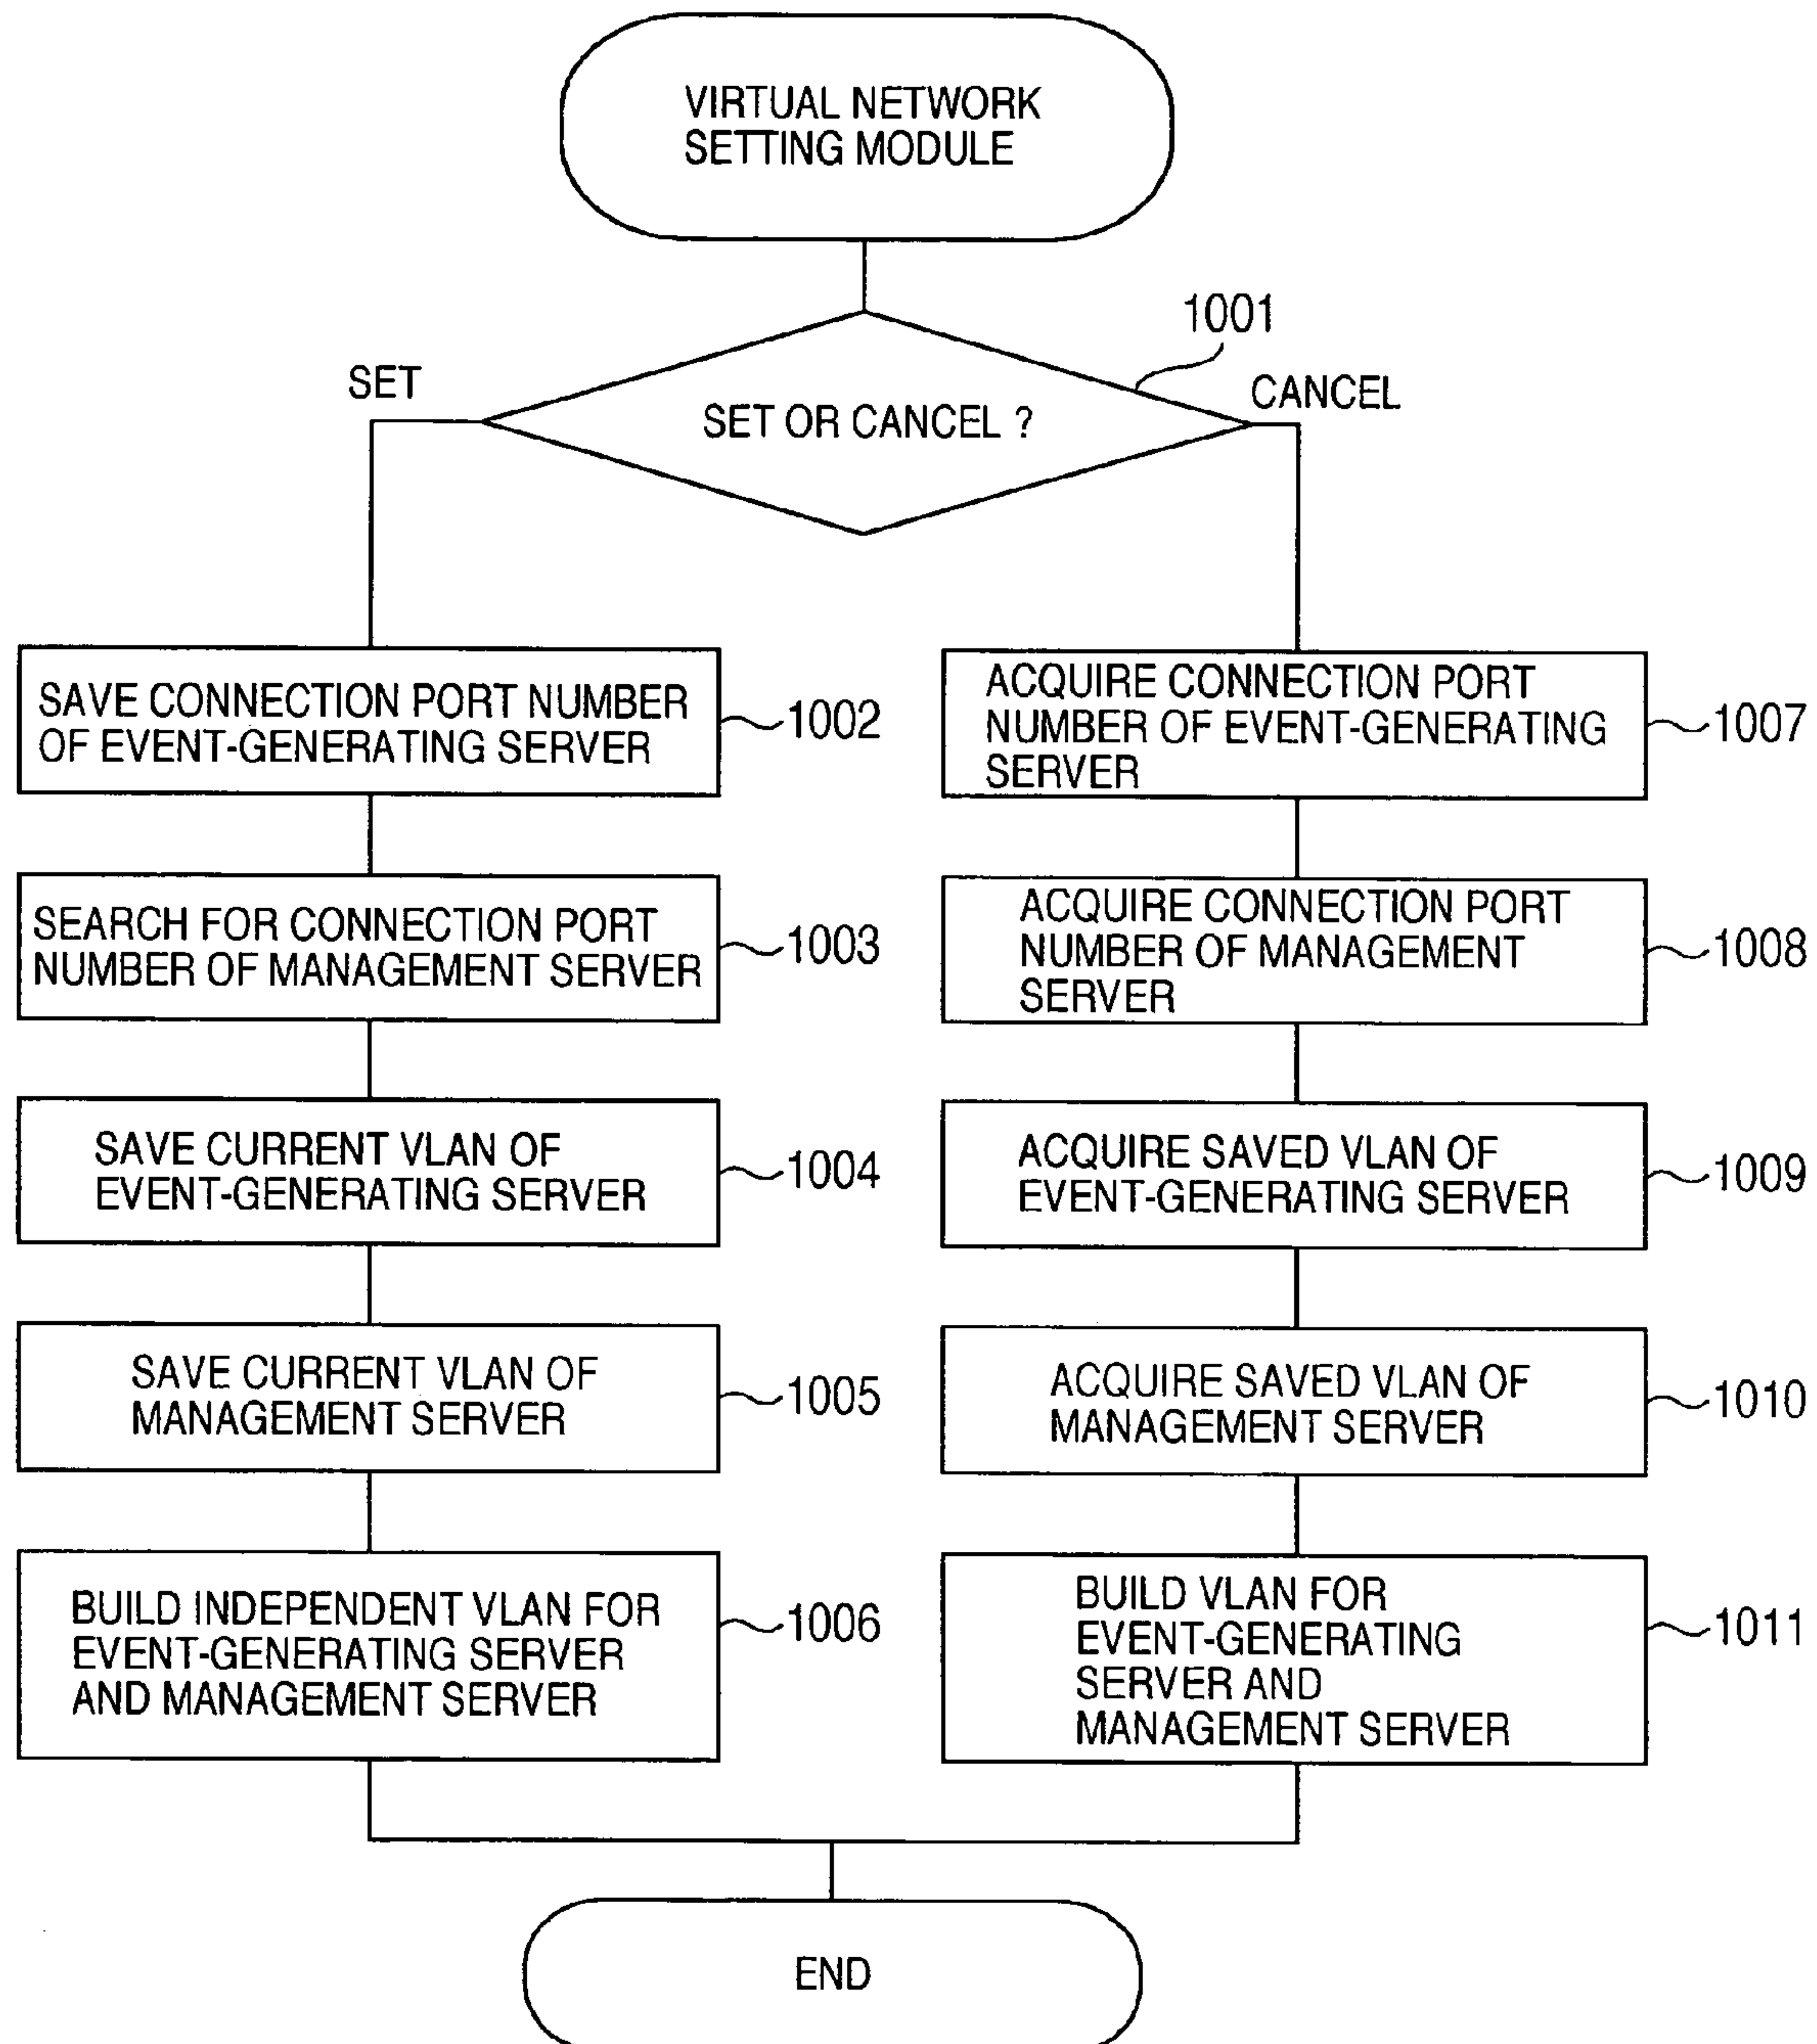 VIRTUAL NETWORK
SETTING MODULE
1001
SET
CANCEL
SET OR CANCEL ?
SAVE CONNECTION PORT NUMBER
OF EVENT-GENERATING SERVER
1002
SEARCH FOR CONNECTION PORT
NUMBER OF MANAGEMENT SERVER
1003
SAVE CURRENT VLAN OF
EVENT-GENERATING SERVER
1004
SAVE CURRENT VLAN OF
MANAGEMENT SERVER
1005
BUILD INDEPENDENT VLAN FOR
EVENT-GENERATING SERVER
AND MANAGEMENT SERVER
1006
ACQUIRE CONNECTION PORT
NUMBER OF EVENT-GENERATING
SERVER
1007
ACQUIRE CONNECTION PORT
NUMBER OF MANAGEMENT
SERVER
1008
ACQUIRE SAVED VLAN OF
EVENT-GENERATING SERVER
1009
ACQUIRE SAVED VLAN OF
MANAGEMENT SERVER
1010
BUILD VLAN FOR
EVENT-GENERATING
SERVER AND
MANAGEMENT SERVER
1011
END